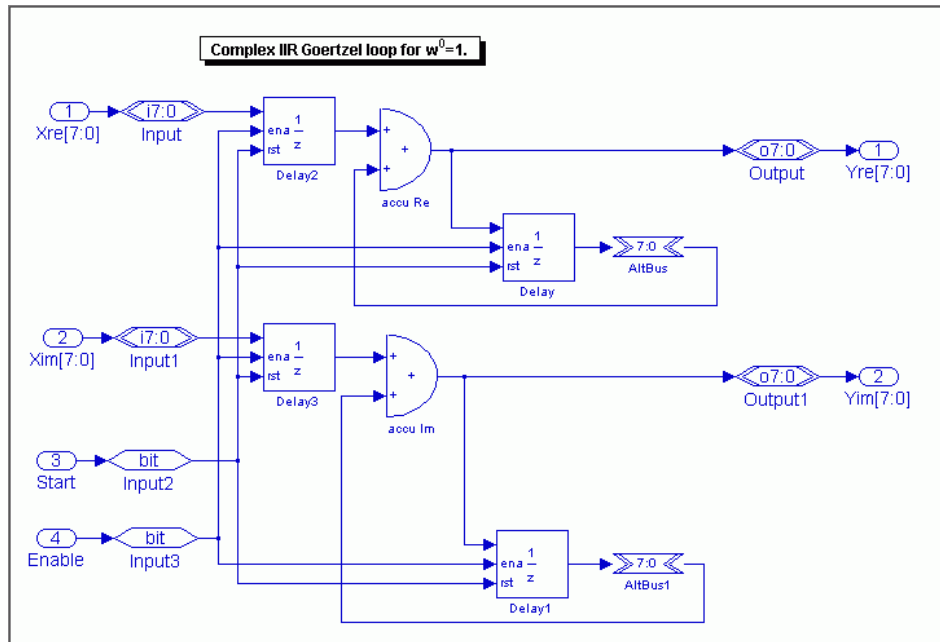 Complex IIR Goertzel loop for w⁰=1.
1
i7:0
Xre[7:0]
Input
ena
rst
1
z
Delay2
+
+
+
accu Re
o7:0
1
Output
Yre[7:0]
ena
rst
1
z
Delay
7:0
AltBus
2
i7:0
Xim[7:0]
Input1
ena
rst
1
z
Delay3
+
+
+
accu Im
o7:0
2
Output1
Yim[7:0]
3
bit
Start
Input2
4
bit
Enable
Input3
ena
rst
1
z
Delay1
7:0
AltBus1